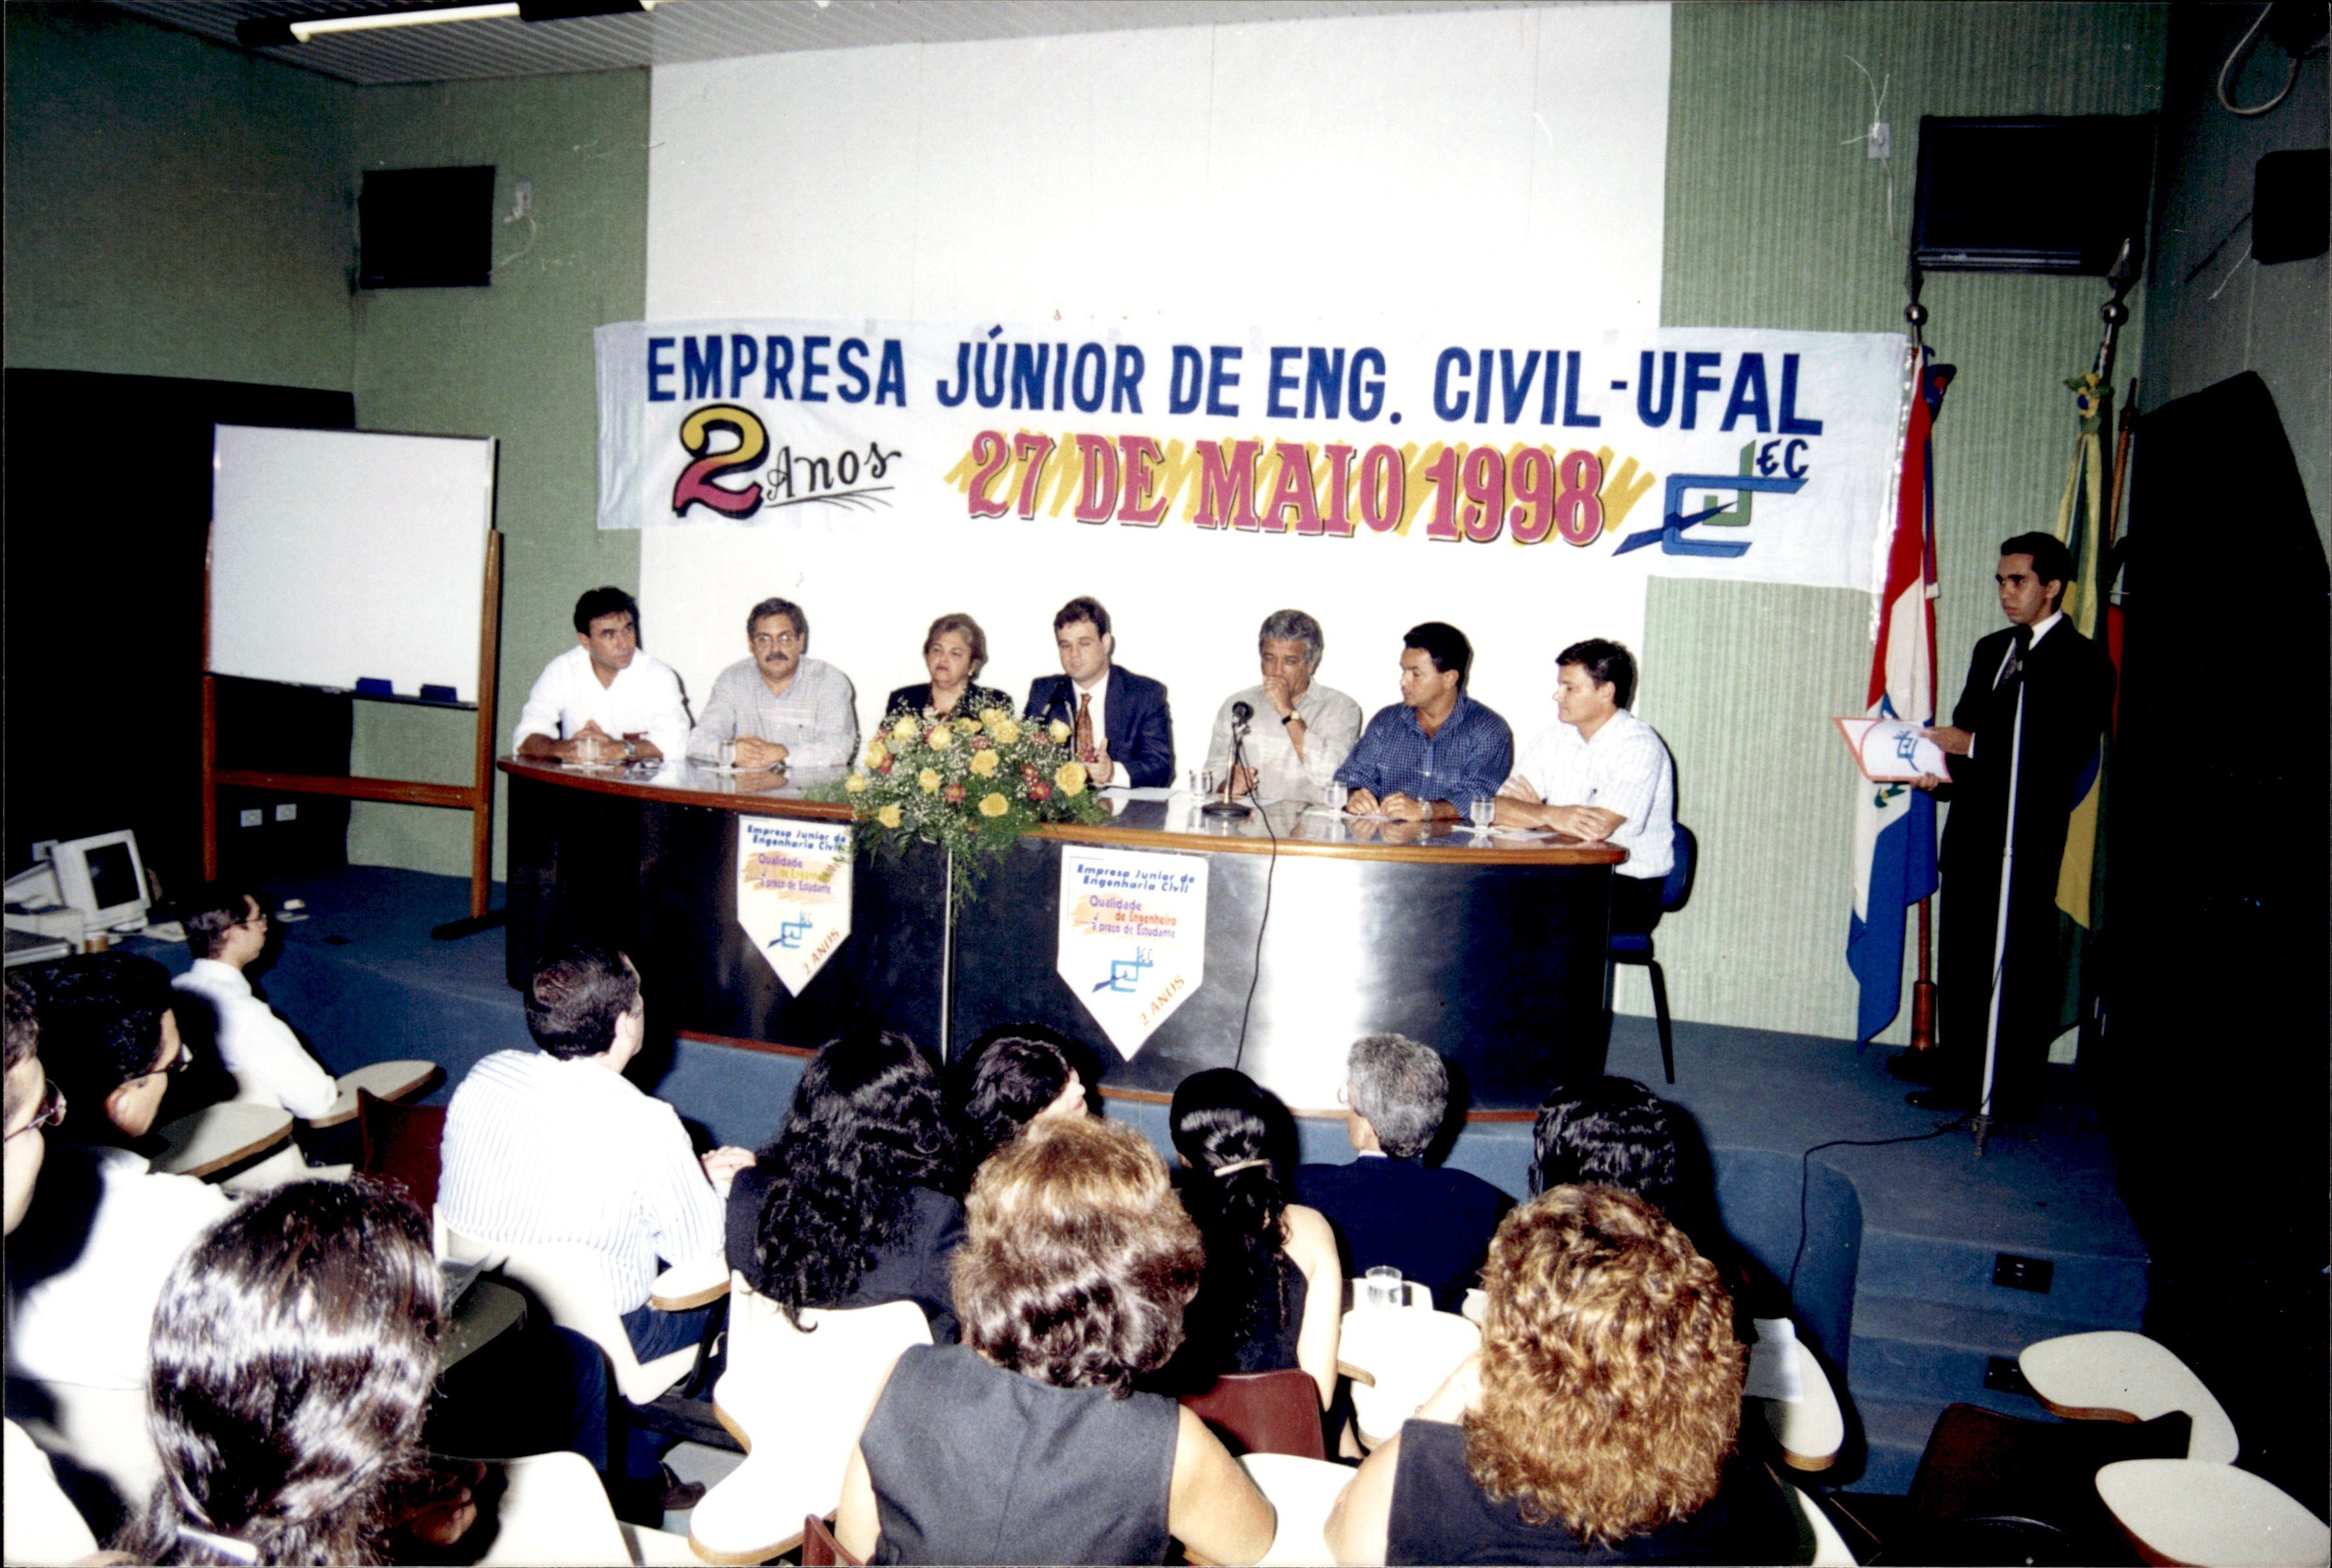 EMPRESA JÚNIOR DE ENG. CIVIL-UFAL
2 Anos
27 DE MAIO 1998
EC
Empresa Junior de
Engenharia Civil
Qualidade
de Engenheiro
à preço de Estudante
EC
2 ANOS
Empresa Junior de
Engenharia Civil
Qualidade
de Engenheiro
à preço de Estudante
EC
2 ANOS